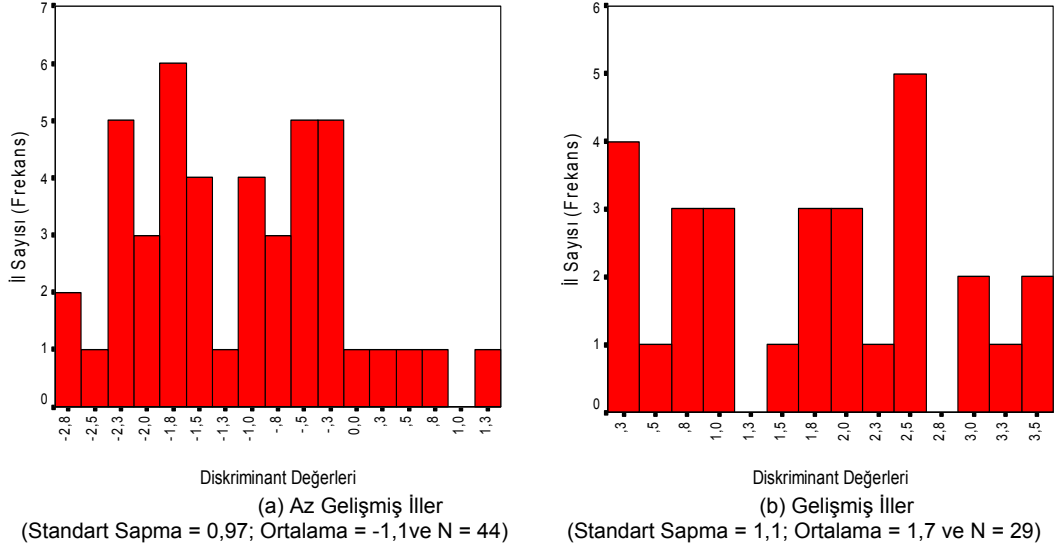 7
6
5
4
3
2
1
0
İl Sayısı (Frekans)
-2,8 -2,5 -2,3 -2,0 -1,8 -1,5 -1,3 -1,0 -,8 -,5 -,3 0,0 ,3 ,5 ,8 1,0 1,3
Diskriminant Değerleri
(a) Az Gelişmiş İller
(Standart Sapma = 0,97; Ortalama = -1,1ve N = 44)
6
5
4
3
2
1
0
İl Sayısı (Frekans)
,3 ,5 ,8 1,0 1,3 1,5 1,8 2,0 2,3 2,5 2,8 3,0 3,3 3,5
Diskriminant Değerleri
(b) Gelişmiş İller
(Standart Sapma = 1,1; Ortalama = 1,7 ve N = 29)